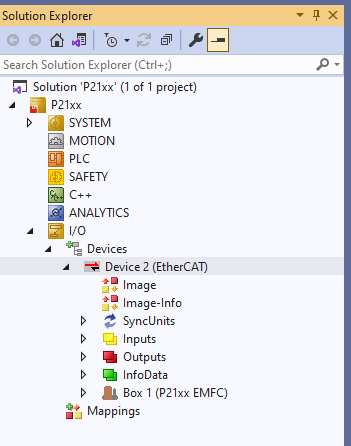 Solution Explorer
Search Solution Explorer (Ctrl+;)
Solution 'P21xx' (1 of 1 project)
P21xx
SYSTEM
MOTION
PLC
SAFETY
C++
ANALYTICS
I/O
Devices
Device 2 (EtherCAT)
Image
Image-Info
SyncUnits
Inputs
Outputs
InfoData
Box 1 (P21xx EMFC)
Mappings